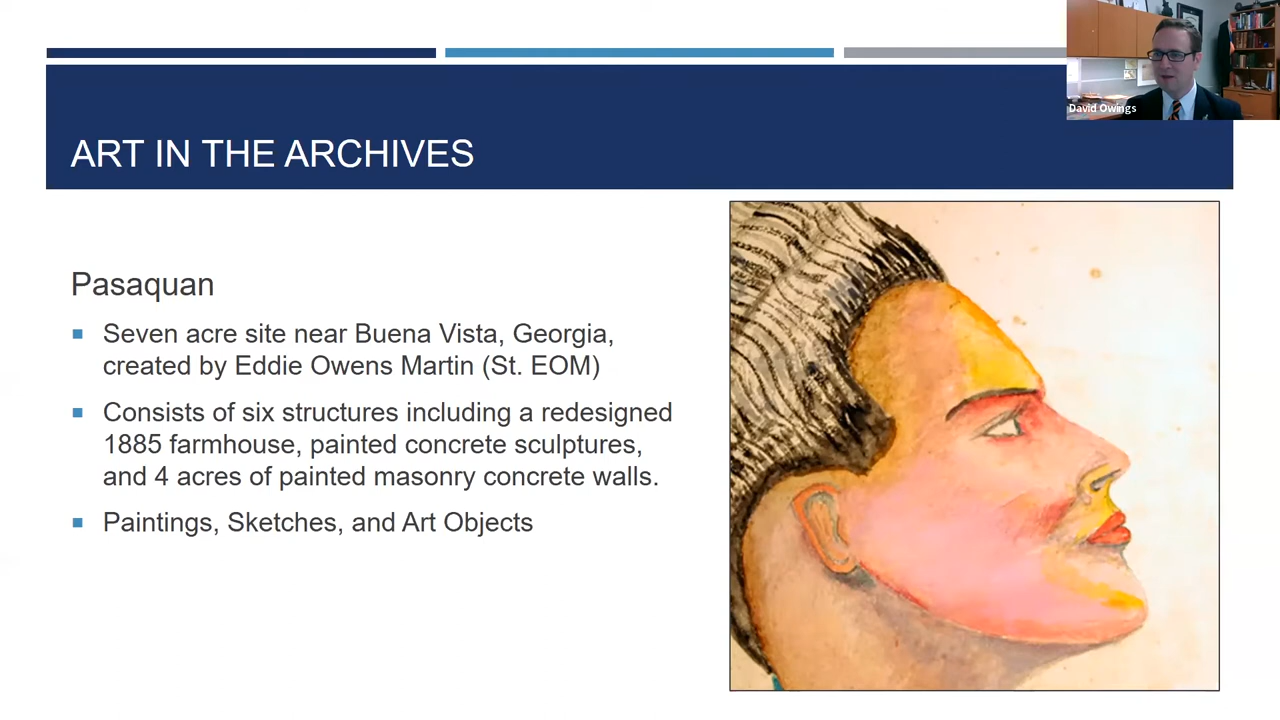 David Owings
ART IN THE ARCHIVES
Pasaquan
Seven acre site near Buena Vista, Georgia,
created by Eddie Owens Martin (St. EOM)
Consists of six structures including a redesigned
1885 farmhouse, painted concrete sculptures,
and 4 acres of painted masonry concrete walls.
Paintings, Sketches, and Art Objects